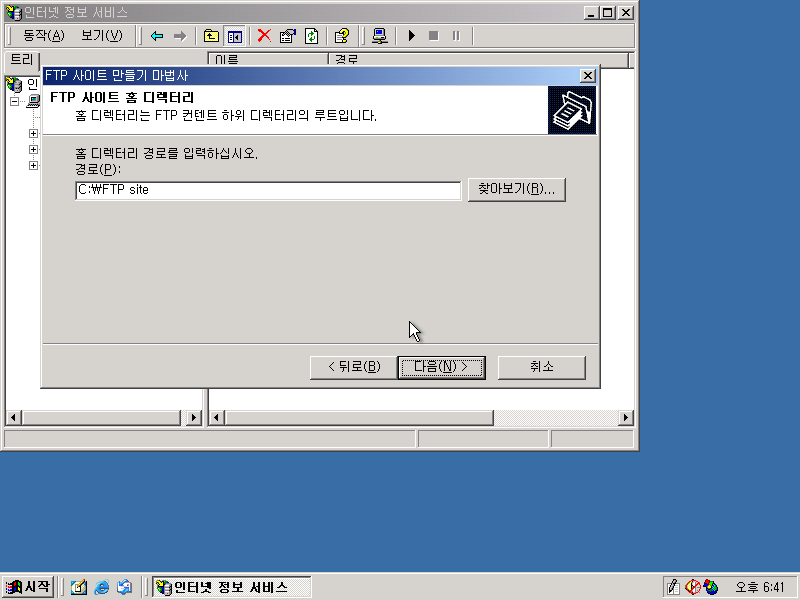 인터넷 정보 서비스
동작(A) 보기(V)
트리 이름 경로
인
FTP 사이트 만들기 마법사
FTP 사이트 홈 디렉터리
홈 디렉터리는 FTP 컨텐트 하위 디렉터리의 루트입니다.
홈 디렉터리 경로를 입력하십시오.
경로(P):
C:₩FTP site 찾아보기(R)...
< 뒤로(B) 다음(N) > 취소
시작 인터넷 정보 서비스 오후 6:41